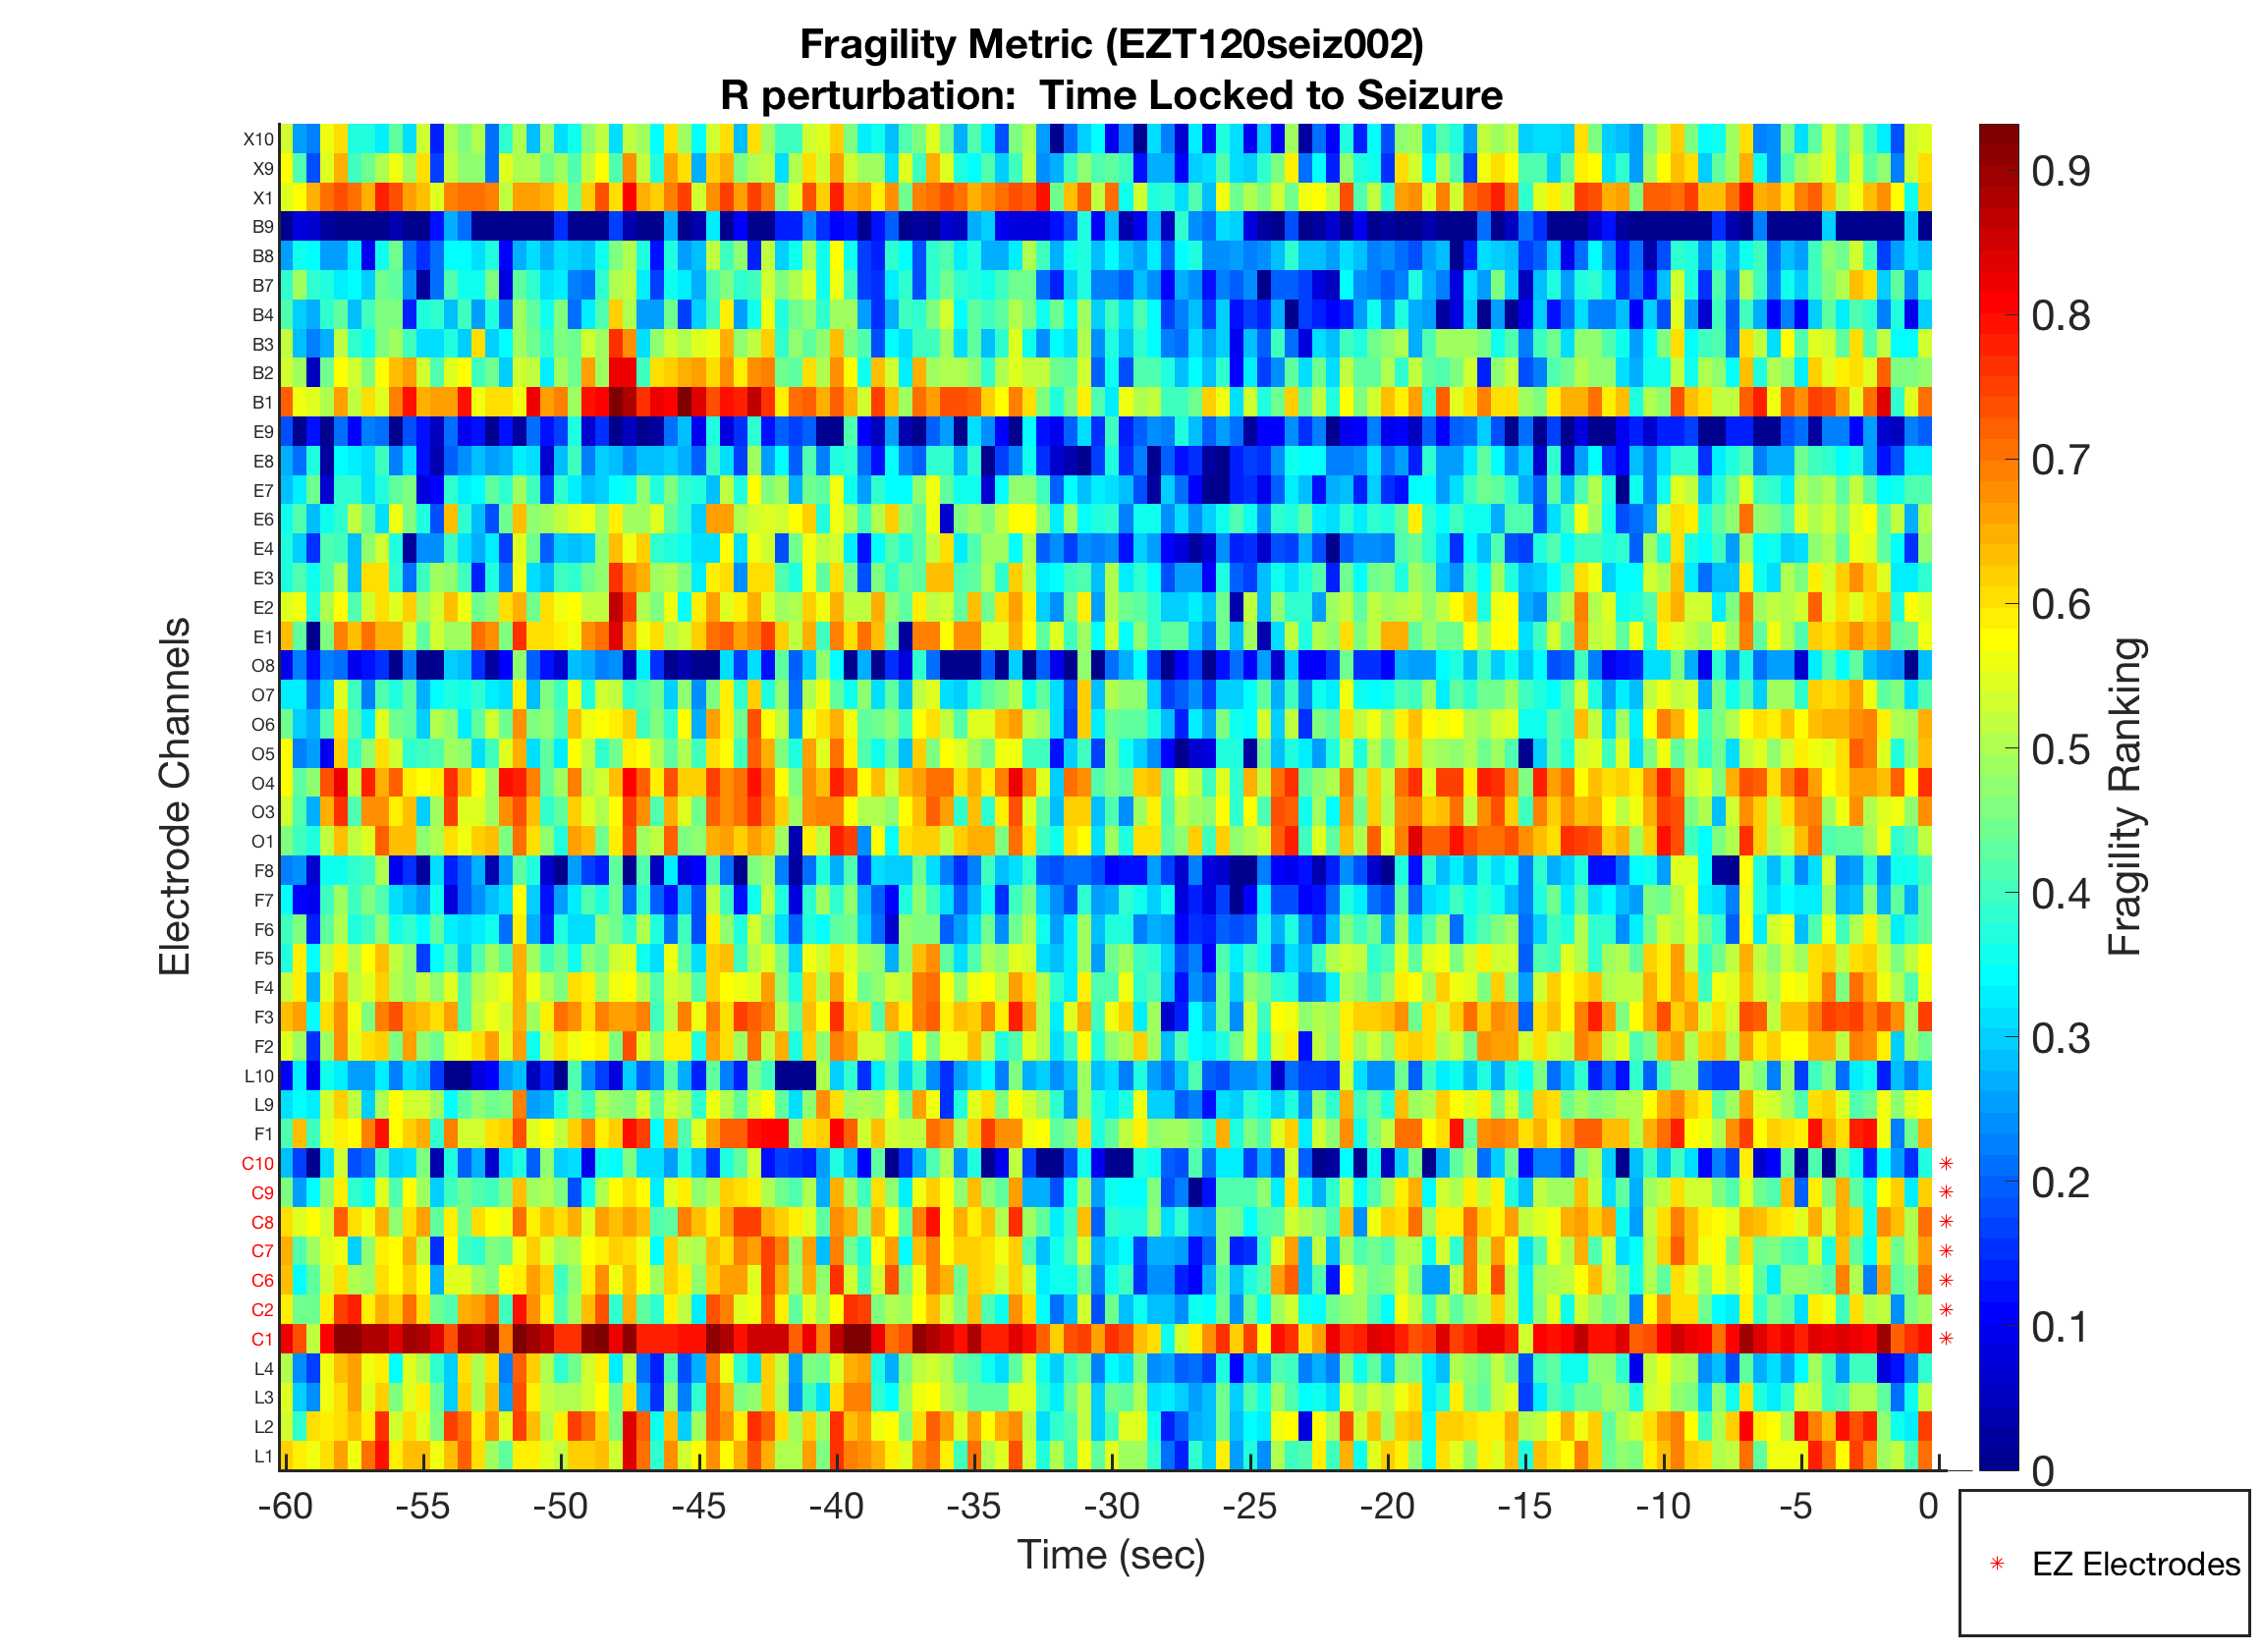 Fragility Metric (EZT120seiz002)
R perturbation:  Time Locked to Seizure
Electrode Channels
X10
X9
X1
B9
B8
B7
B4
B3
B2
B1
E9
E8
E7
E6
E4
E3
E2
E1
O8
O7
O6
O5
O4
O3
O1
F8
F7
F6
F5
F4
F3
F2
L10
L9
F1
C10
C9
C8
C7
C6
C2
C1
L4
L3
L2
L1
-60 -55 -50 -45 -40 -35 -30 -25 -20 -15 -10 -5 0
Time (sec)
0.9
0.8
0.7
0.6
0.5
0.4
0.3
0.2
0.1
0
Fragility Ranking
EZ Electrodes